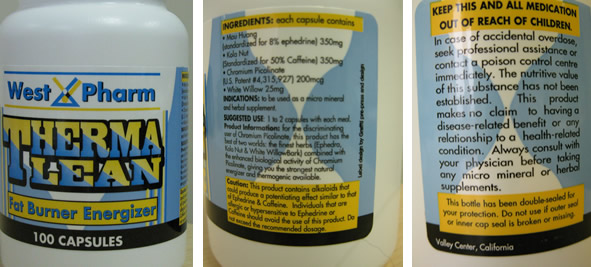 West Pharm
THERMA
LEAN
Fat Burner Energizer
100 CAPSULES
INGREDIENTS: each capsule contains
• Maxi Huang
(standardized for 8% ephedrine) 350mg
• Kola Nut
(Standardized for 50% Caffeine) 350mg
• Chromium Picolinate
(U.S. Patent #4,315,927) 200mcg
• White Willow 25mg
INDICATIONS: to be used as a micro mineral
and herbal supplement.
SUGGESTED USE: 1 to 2 capsules with each meal.
Product Information: for the discriminating
use of Chromium Picolinate, this product has the
best of two worlds: the finest herbs (Ephedra,
Kola Nut & White Willowbark) combined with
the enhanced biological activity of Chromium
Picolinate, giving you the strongest natural
energizer and thermogenic available.
Caution: This product contains alkaloids that
could produce a potentiating effect similar to that
of Ephedrine & Caffeine. Individuals that are
allergic or hypersensitive to Ephedrine or
Caffeine should avoid the use of this product. Do
not exceed the recommended dosage.
KEEP THIS AND ALL MEDICATION
OUT OF REACH OF CHILDREN.
In case of accidental overdose,
seek professional assistance or
contact a poison control centre
immediately. The nutritive value
of this substance has not been
established. This product
makes no claim to having a
disease-related benefit or any
relationship to a health-related
condition. Always consult with
your physician before taking
any micro mineral or herbal
supplements.
This bottle has been double-sealed for
your protection. Do not use if outer seal
or inner cap seal is broken or missing.
Valley Center, California